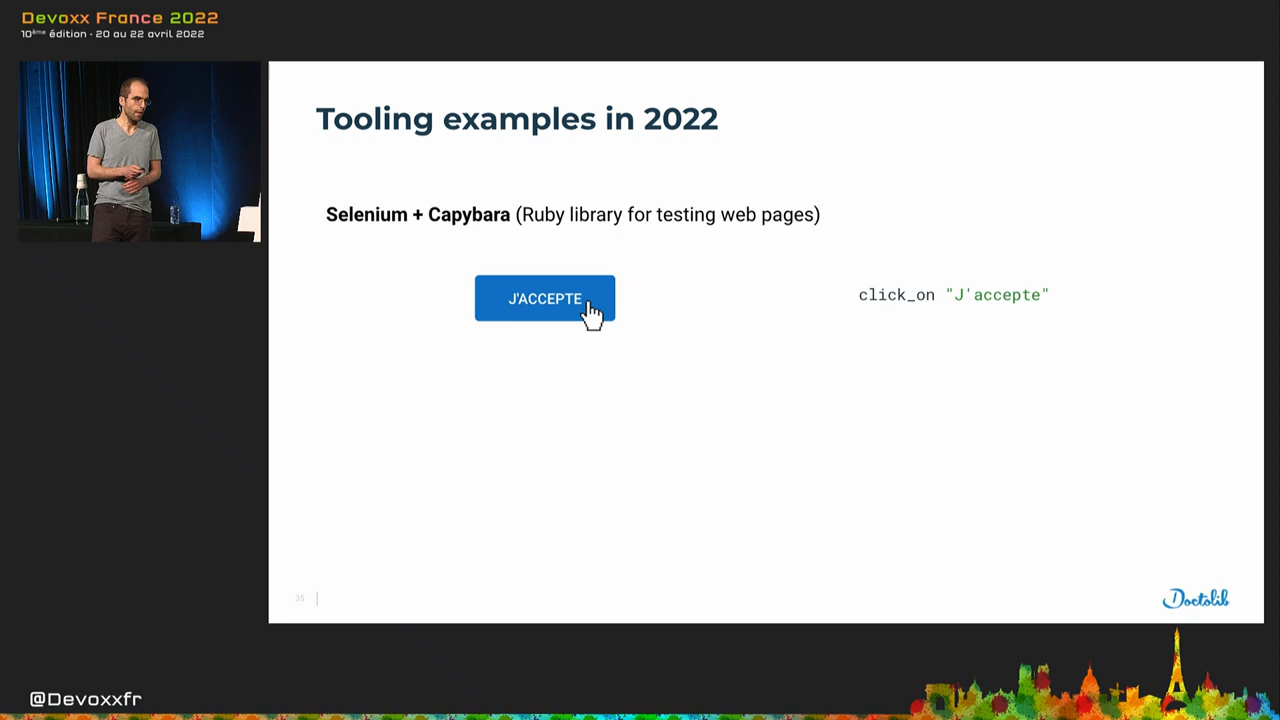 Devoxx France 2022
10ème édition - 20 au 22 avril 2022
Tooling examples in 2022
Selenium + Capybara (Ruby library for testing web pages)
J'ACCEPTE
click_on "J'accepte"
35
Doctolib
@Devoxxfr